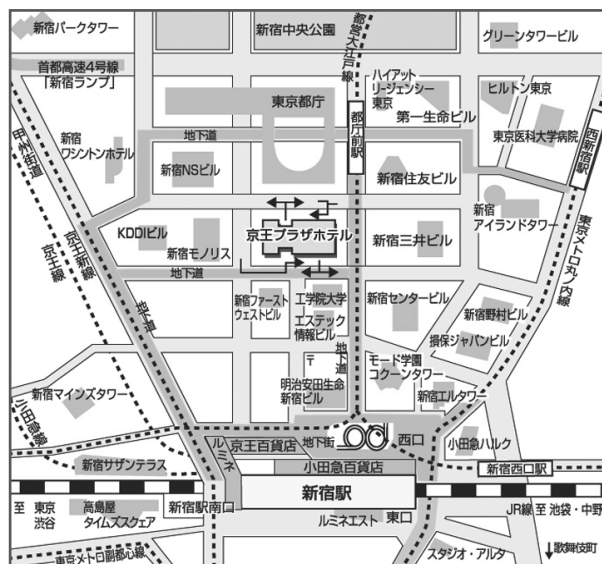 新宿パークタワー
新宿中央公園
都営大江戸線
グリーンタワービル
首都高速4号線
「新宿ランプ」
東京都庁
ハイアット
リージェンシー
東京
ヒルトン東京
第一生命ビル
都庁前駅
西新宿駅
甲州街道
新宿
ワシントンホテル
地下道
東京医科大学病院
新宿NSビル
新宿住友ビル
京王新線
京王線
KDDIビル
新宿モノリス
京王プラザホテル
新宿三井ビル
新宿
アイランドタワー
東京メトロ丸ノ内線
地下道
地下道
新宿ファースト
ウェストビル
工学院大学
エステック
情報ビル
新宿センタービル
新宿野村ビル
損保ジャパンビル
地下道
〒
モード学園
コクーンタワー
新宿マインズタワー
明治安田生命
新宿ビル
新宿エルタワー
小田急線
ルミネ
京王百貨店
地下街
西口
小田急ハルク
新宿サザンテラス
小田急百貨店
新宿西口駅
新宿駅
至 東京
渋谷
高島屋
タイムズスクェア
新宿駅南口
ルミネエスト
東口
JR線 至 池袋・中野
東京メトロ副都心線
スタジオ・アルタ
歌舞伎町